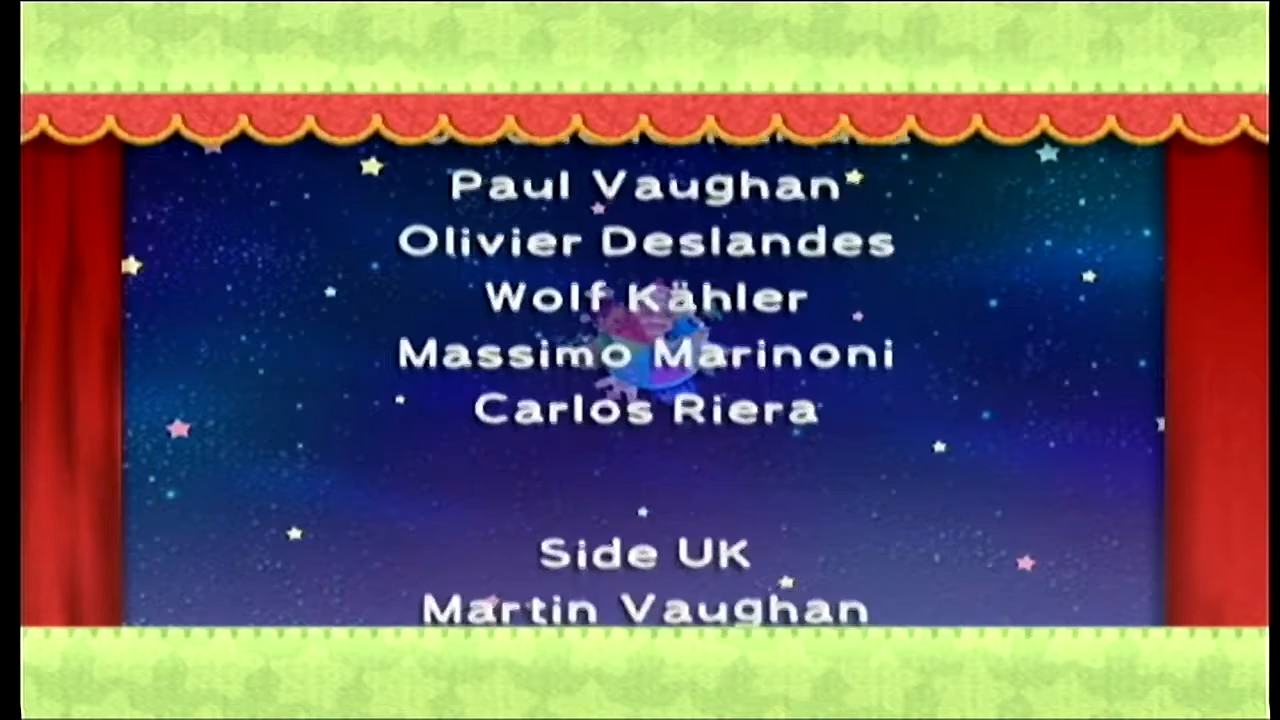 Paul Vaughan
Olivier Deslandes
Wolf Kähler
Massimo Marinoni
Carlos Riera
Side UK
Martin Vaughan